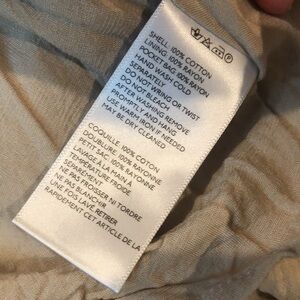 SHELL: 100% COTTON
LINING: 100% RAYON
POCKET BAG: 100% RAYON
HAND WASH COLD
SEPARATELY
DO NOT BLEACH
DO NOT WRING OR TWIST
AFTER WASHING REMOVE
PROMPTLY AND HANG
USE WARM IRON IF NEEDED
MAY BE DRY CLEANED
COQUILLE: 100% COTON
DOUBLURE: 100% RAYONNE
PETIT SAC: 100% RAYONNE
LAVAGE À LA MAIN A
TEMPÉRATURE FROIDE
SÉPARÉMENT
NE PAS FROISSER NI TORDRE
NE PAS BLANCHIR
UNE FOIS LAVÉ, RETIRER
RAPIDEMENT CET ARTICLE DE LA